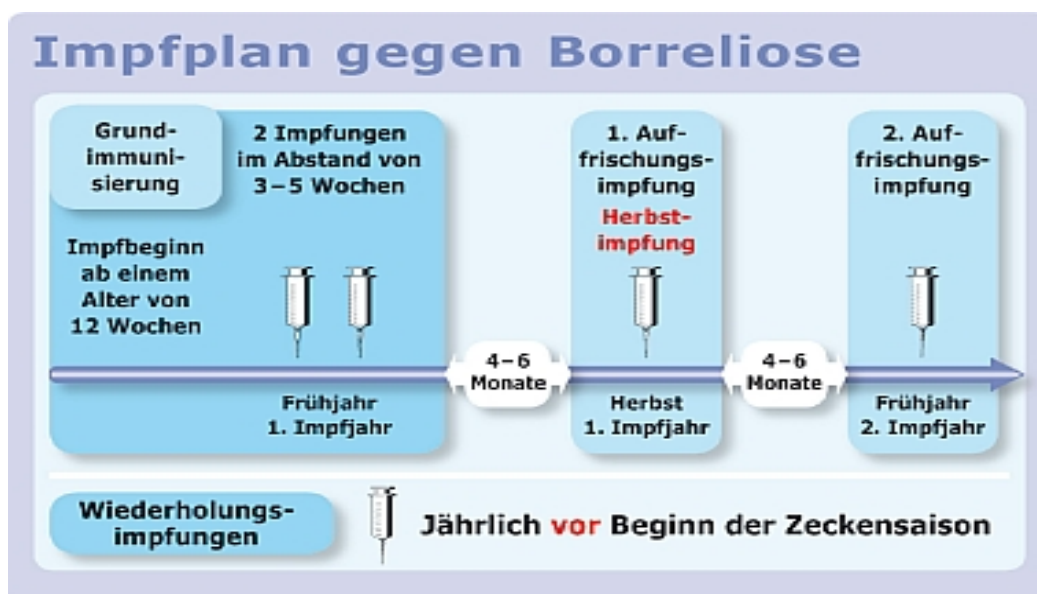 Impfplan gegen Borreliose
Grund-
immuni-
sierung
2 Impfungen
im Abstand von
3–5 Wochen
Impfbeginn
ab einem
Alter von
12 Wochen
Frühjahr
1. Impfjahr
4–6
Monate
1. Auf-
frischungs-
impfung
Herbst-
impfung
Herbst
1. Impfjahr
4–6
Monate
2. Auf-
frischungs-
impfung
Frühjahr
2. Impfjahr
Wiederholungs-
impfungen
Jährlich vor Beginn der Zeckensaison